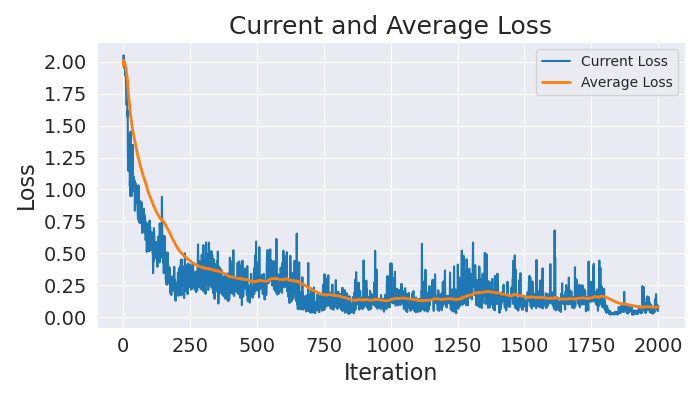 Current and Average Loss
Current Loss
Average Loss
2.00
1.75
1.50
1.25
1.00
0.75
0.50
0.25
0.00
Loss
0 250 500 750 1000 1250 1500 1750 2000
Iteration